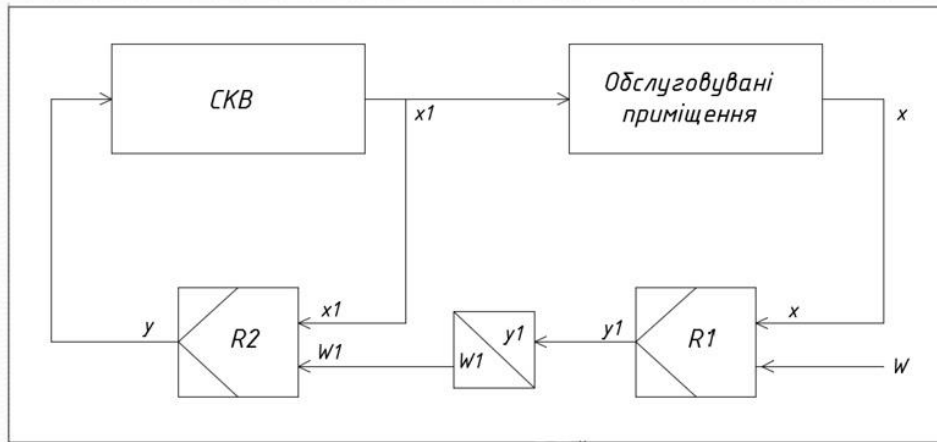 СКВ
Обслуговувані
приміщення
x1
x
x1
x
y
R2
W1
W1
y1
y1
R1
W